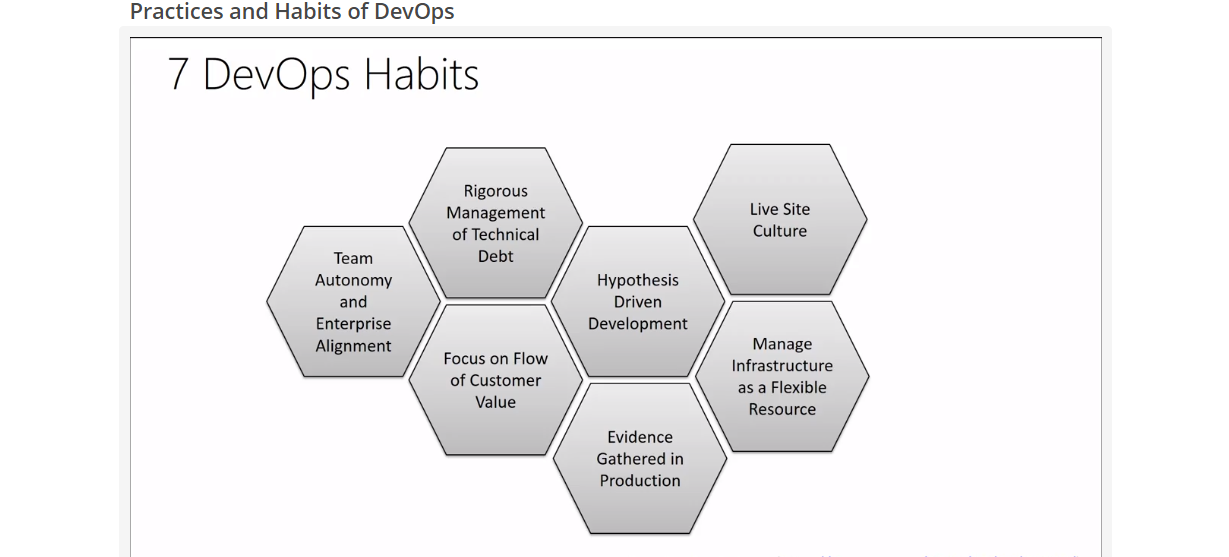 Practices and Habits of DevOps
7 DevOps Habits
Team
Autonomy
and
Enterprise
Alignment
Rigorous
Management
of Technical
Debt
Focus on Flow
of Customer
Value
Hypothesis
Driven
Development
Evidence
Gathered in
Production
Live Site
Culture
Manage
Infrastructure
as a Flexible
Resource